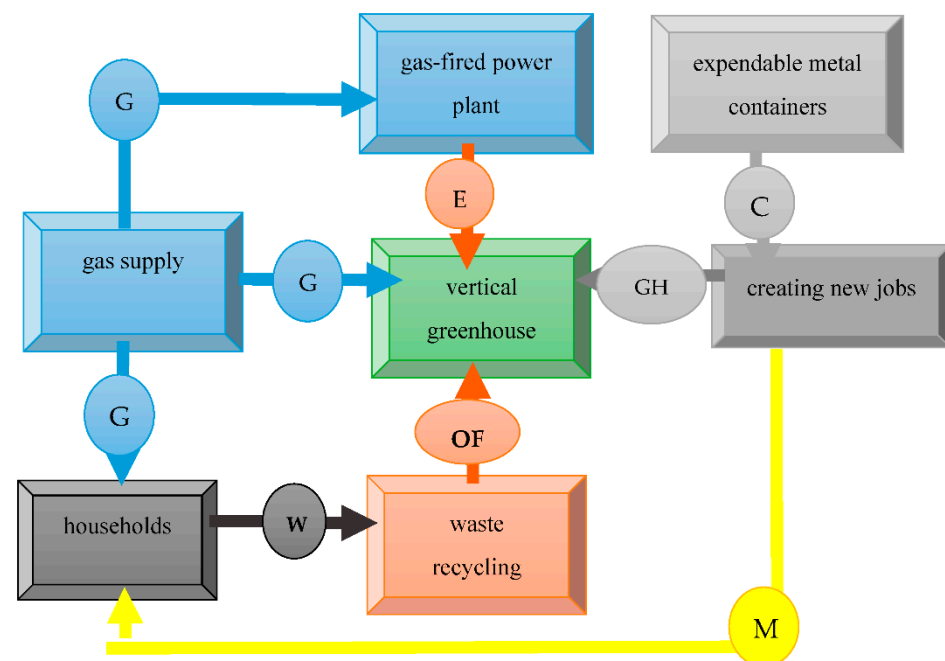 gas-fired power
plant
expendable metal
containers
G
E
C
gas supply
G
vertical
greenhouse
GH
creating new jobs
G
OF
households
W
waste
recycling
M